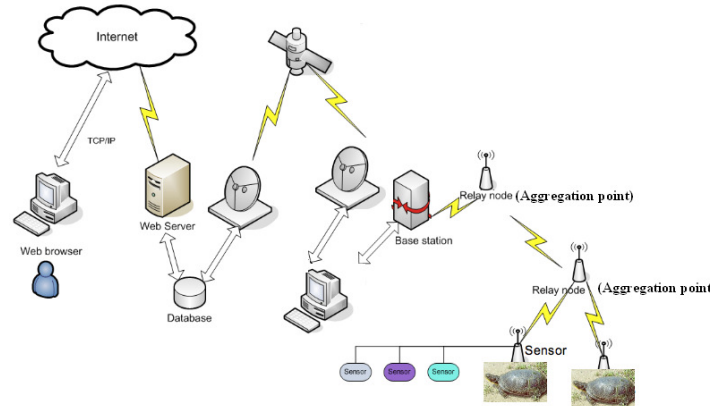 Internet
TCP/IP
Web browser
Web Server
Database
Base station
Relay node (Aggregation point)
Relay node (Aggregation point
Sensor
Sensor
Sensor
Sensor